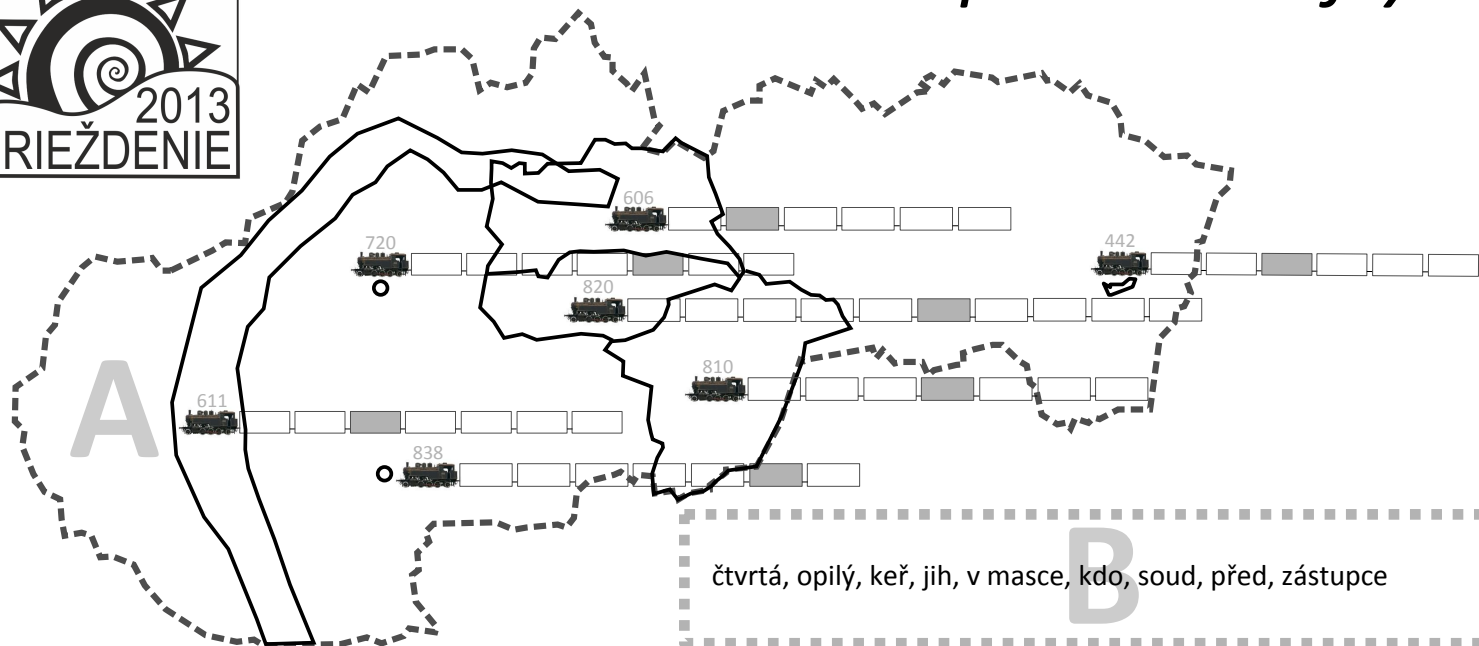 2013
RIEŽDENIE
606
720
442
820
810
A
611
838
B
čtvrtá, opilý, keř, jih, v masce, kdo, soud, před, zástupce